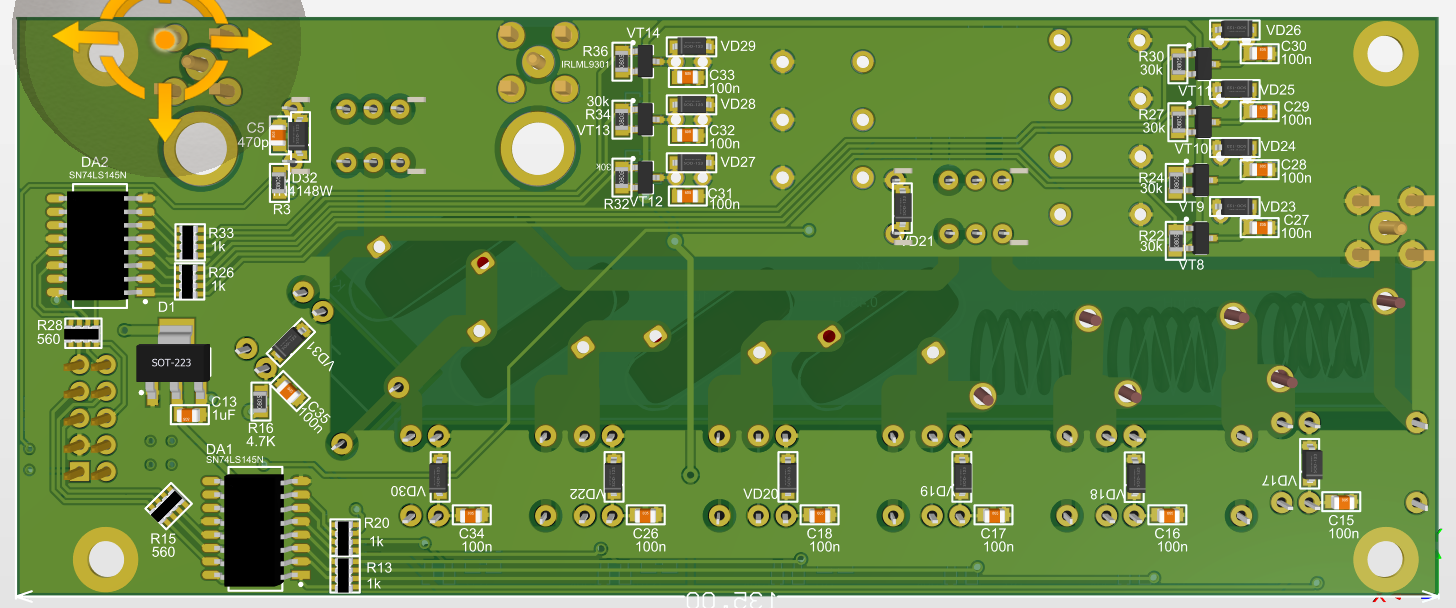 VT14
R36
VD29
IRLML9301
C33
100n
30k
R34
VT13
VD28
C32
100n
VD27
30k
R32
VT12
C31
100n
VD26
C30
100n
R30
30k
VT11
VD25
C29
100n
R27
30k
VT10
VD24
C28
100n
R24
30k
VT9
VD23
C27
100n
R22
30k
VT8
C5
470p
DA2
SN74LS145N
D32
4148W
R3
VD21
R33
1k
R26
1k
D1
R28
560
SOT-223
VD31
C13
1uF
C35
100n
R16
4.7K
DA1
SN74LS145N
VD30
VD22
VD20
VD19
VD18
VD17
C34
100n
C26
100n
C18
100n
C17
100n
C16
100n
C15
100n
R15
560
R20
1k
R13
1k
135.00